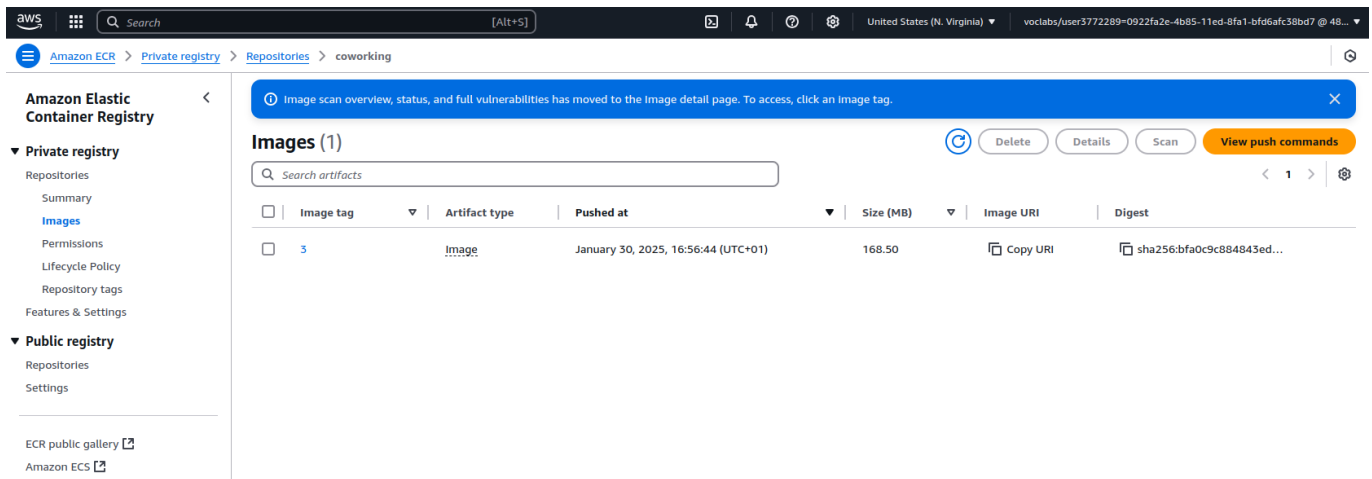 aws
Search [Alt+S] United States (N. Virginia) ▼ voclabs/user3772289=0922fa2e-4b85-11ed-8fa1-bfd6afc38bd7 @ 48... ▼
Amazon ECR > Private registry > Repositories > coworking
Amazon Elastic
Container Registry
Private registry
Repositories
Summary
Images
Permissions
Lifecycle Policy
Repository tags
Features & Settings
Public registry
Repositories
Settings
ECR public gallery
Amazon ECS
Image scan overview, status, and full vulnerabilities has moved to the Image detail page. To access, click an image tag.
Images (1)
Delete Details Scan View push commands
Search artifacts
< 1 >
Image tag Artifact type Pushed at Size (MB) Image URI Digest
3 Image January 30, 2025, 16:56:44 (UTC+01) 168.50 Copy URI sha256:bfa0c9c884843ed...